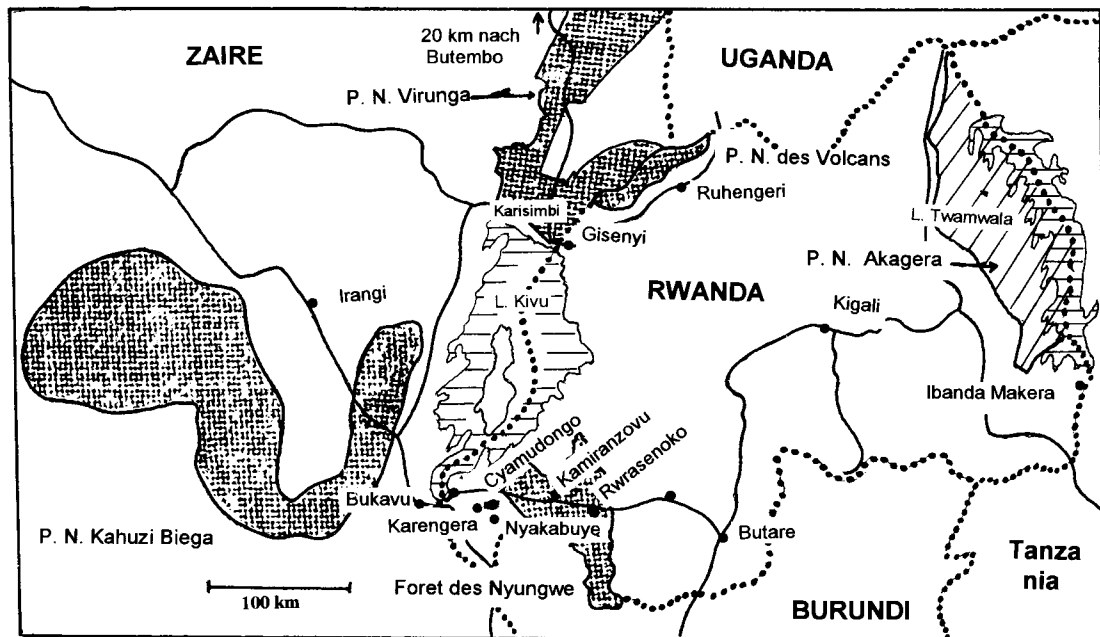 20 km nach
Butembo
ZAIRE
UGANDA
P. N. Virunga
P. N. des Volcans
Ruhengeri
Karisimbi
Gisenyi
L. Twamwala
P. N. Akagera
Irangi
L. Kivu
RWANDA
Kigali
Ibanda Makera
Cyamudongo
Kamiranzovu
Rwrasenoko
Bukavu
Karengera
Nyakabuye
Butare
P. N. Kahuzi Biega
Foret des Nyungwe
Tanza
nia
100 km
BURUNDI